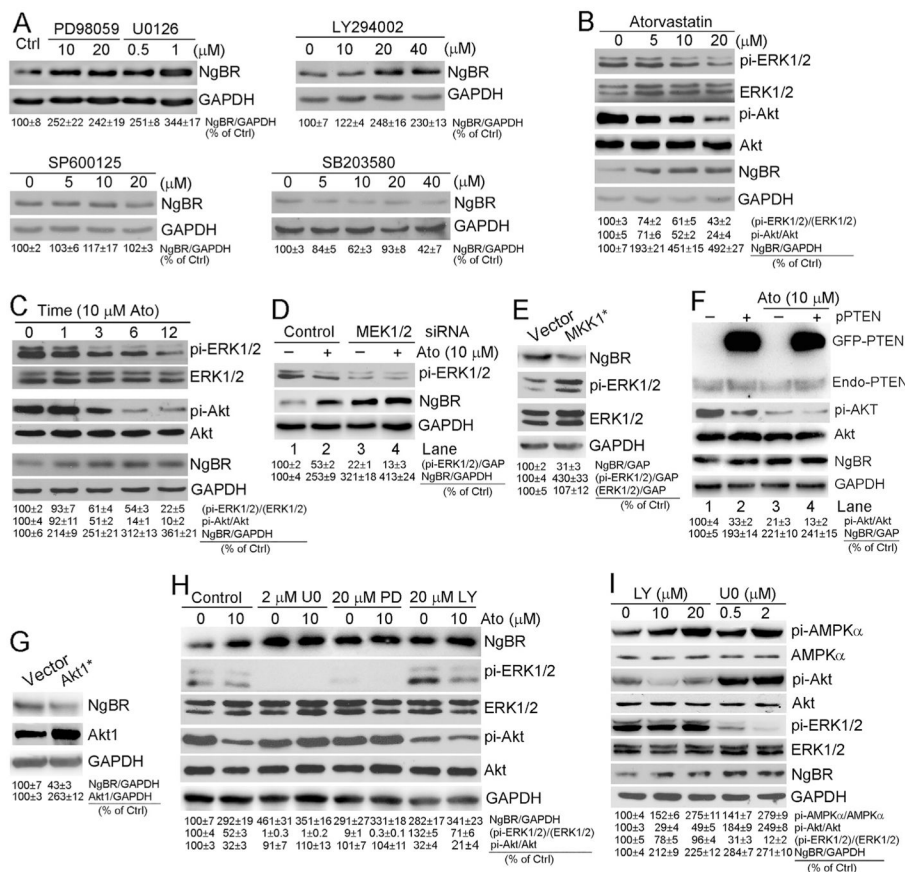 A
PD98059 U0126
Ctrl 10 20 0.5 1 (μM)
NgBR
GAPDH
100±8 252±22 242±19 251±8 344±17 NgBR/GAPDH
(% of Ctrl)
LY294002
0 10 20 40 (μM)
NgBR
GAPDH
100±7 122±4 248±16 230±13 NgBR/GAPDH
(% of Ctrl)
SP600125
0 5 10 20 (μM)
NgBR
GAPDH
100±2 103±6 117±17 102±3 NgBR/GAPDH
(% of Ctrl)
SB203580
0 5 10 20 40 (μM)
NgBR
GAPDH
100±3 84±5 62±3 93±8 42±7 NgBR/GAPDH
(% of Ctrl)
B
Atorvastatin
0 5 10 20 (μM)
pi-ERK1/2
ERK1/2
pi-Akt
Akt
NgBR
GAPDH
100±3 74±2 61±5 43±2 (pi-ERK1/2)/(ERK1/2)
100±5 71±6 52±2 24±4 pi-Akt/Akt
100±7 193±21 451±15 492±27 NgBR/GAPDH
(% of Ctrl)
C
Time (10 μM Ato)
0 1 3 6 12
pi-ERK1/2
ERK1/2
pi-Akt
Akt
NgBR
GAPDH
100±2 93±7 61±4 54±3 22±5 (pi-ERK1/2)/(ERK1/2)
100±4 92±11 51±2 14±1 10±2 pi-Akt/Akt
100±6 214±9 251±21 312±13 361±21 NgBR/GAPDH
(% of Ctrl)
D
Control MEK1/2 siRNA
– + – + Ato (10 μM)
pi-ERK1/2
NgBR
GAPDH
1 2 3 4 Lane
100±2 53±2 22±1 13±3 (pi-ERK1/2)/GAP
100±4 253±9 321±18 413±24 NgBR/GAPDH
(% of Ctrl)
E
Vector MKK1*
NgBR
pi-ERK1/2
ERK1/2
GAPDH
100±2 31±3 NgBR/GAP
100±4 430±33 (pi-ERK1/2)/GAP
100±5 107±12 (ERK1/2)/GAP
(% of Ctrl)
F
Ato (10 μM)
– + – + pPTEN
GFP-PTEN
Endo-PTEN
pi-AKT
Akt
NgBR
GAPDH
1 2 3 4 Lane
100±4 33±2 21±3 13±2 pi-Akt/Akt
100±5 193±14 221±10 241±15 NgBR/GAP
(% of Ctrl)
G
Vector Akt1*
NgBR
Akt1
GAPDH
100±7 43±3 NgBR/GAPDH
100±3 263±12 Akt1/GAPDH
(% of Ctrl)
H
Control 2 μM U0 20 μM PD 20 μM LY
0 10 0 10 0 10 0 10 Ato (μM)
NgBR
pi-ERK1/2
ERK1/2
pi-Akt
Akt
GAPDH
100±7 292±19 461±31 351±16 291±27 331±18 282±17 341±23 NgBR/GAPDH
100±4 52±3 1±0.3 1±0.2 9±1 0.3±0.1 132±5 71±6 (pi-ERK1/2)/(ERK1/2)
100±3 32±3 91±7 110±13 101±7 104±11 32±4 21±4 pi-Akt/Akt
(% of Ctrl)
I
LY (μM) U0 (μM)
0 10 20 0.5 2
pi-AMPKα
AMPKα
pi-Akt
Akt
pi-ERK1/2
ERK1/2
NgBR
GAPDH
100±4 152±6 275±11 141±7 279±9 pi-AMPKα/AMPKα
100±3 29±4 49±5 184±9 249±8 pi-Akt/Akt
100±5 78±5 96±4 31±3 12±2 (pi-ERK1/2)/(ERK1/2)
100±4 212±9 225±12 284±7 271±10 NgBR/GAPDH
(% of Ctrl)